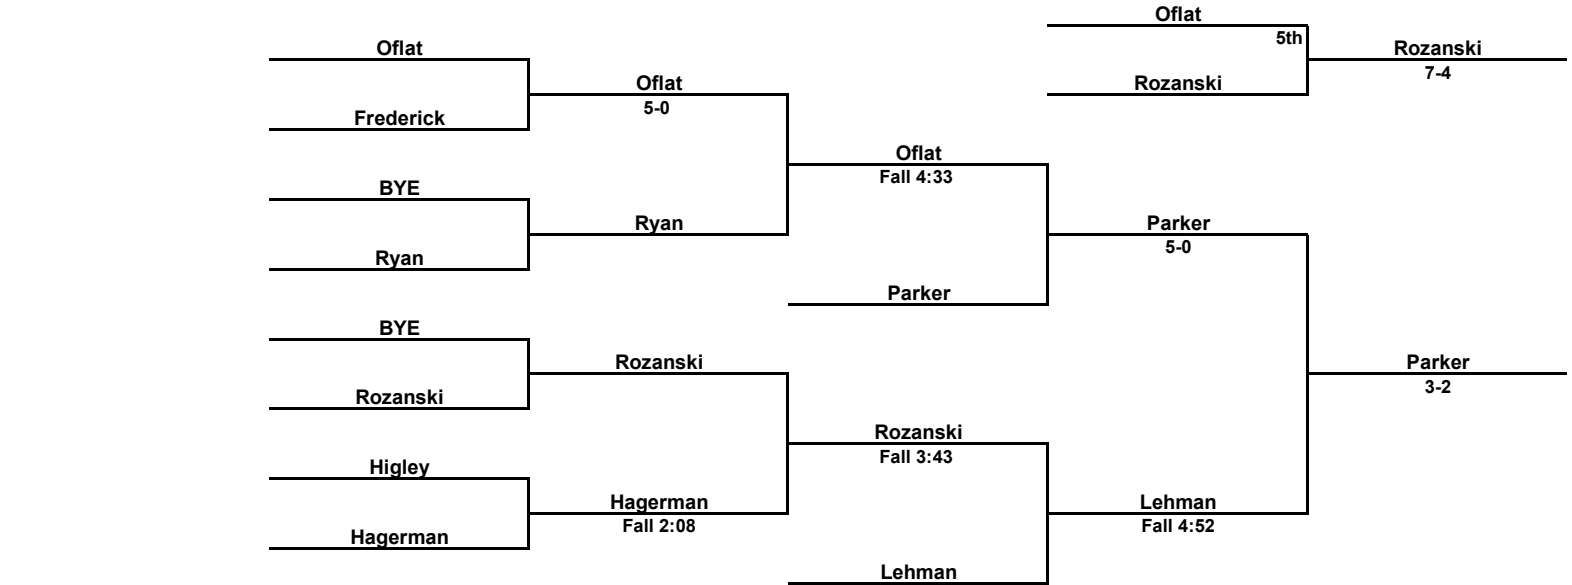 Oflat
5th
Rozanski
7-4
Rozanski
Oflat
Frederick
Oflat
5-0
BYE
Ryan
Ryan
Oflat
Fall 4:33
Parker
Parker
5-0
BYE
Rozanski
Rozanski
Higley
Hagerman
Hagerman
Fall 2:08
Rozanski
Fall 3:43
Lehman
Lehman
Fall 4:52
Parker
3-2